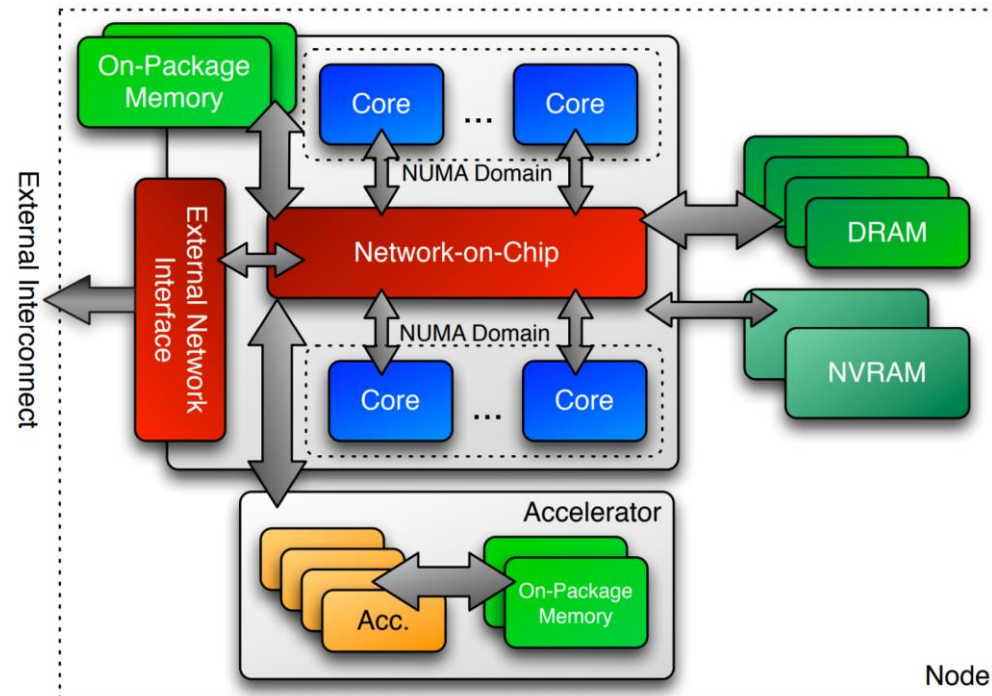 On-Package
Memory
Core
...
Core
NUMA Domain
External Interconnect
External Network
Interface
Network-on-Chip
DRAM
NUMA Domain
NVRAM
Core
...
Core
Accelerator
Acc.
On-Package
Memory
Node